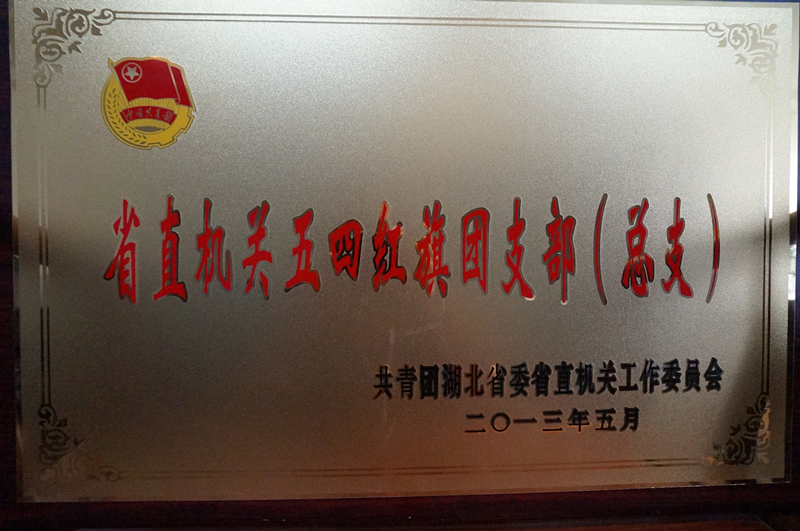 中国共青团
省直机关五四红旗团支部(总支)
共青团湖北省委省直机关工作委员会
二〇一三年五月